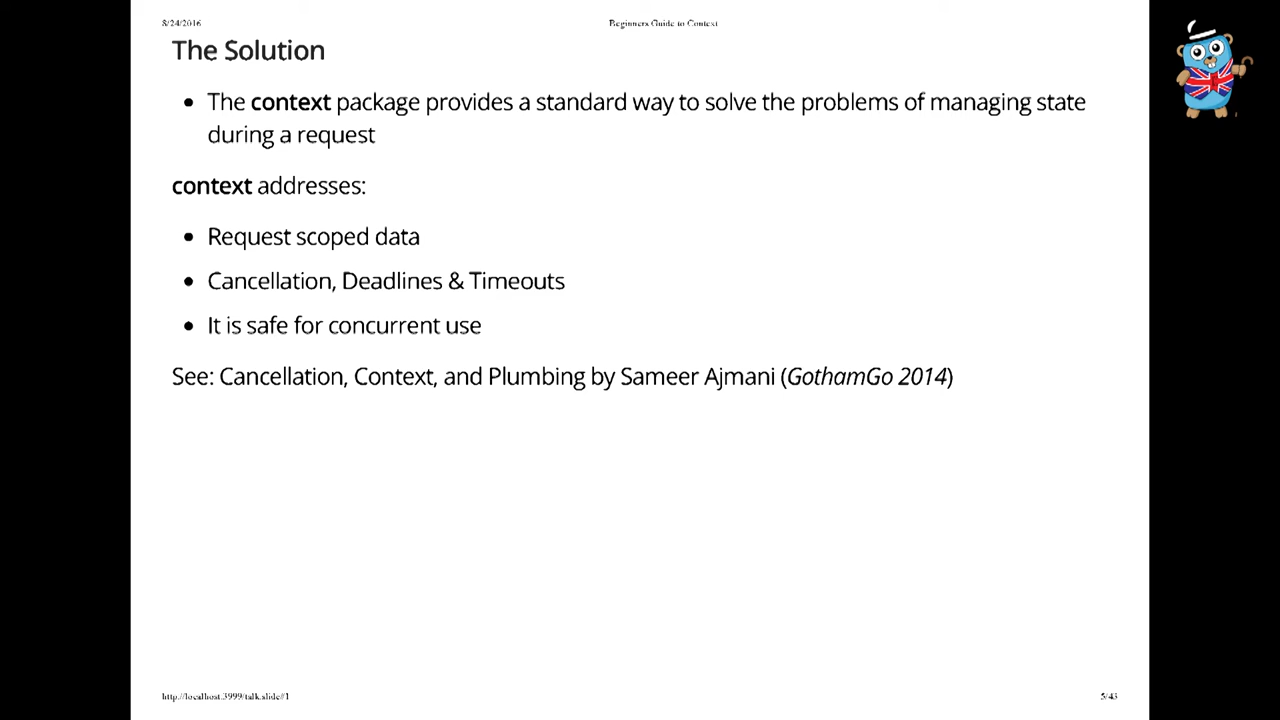 8/24/2016
Beginners Guide to Context
The Solution
• The context package provides a standard way to solve the problems of managing state
during a request
context addresses:
• Request scoped data
• Cancellation, Deadlines & Timeouts
• It is safe for concurrent use
See: Cancellation, Context, and Plumbing by Sameer Ajmani (GothamGo 2014)
http://localhost:3999/talk.slide#1
5/43